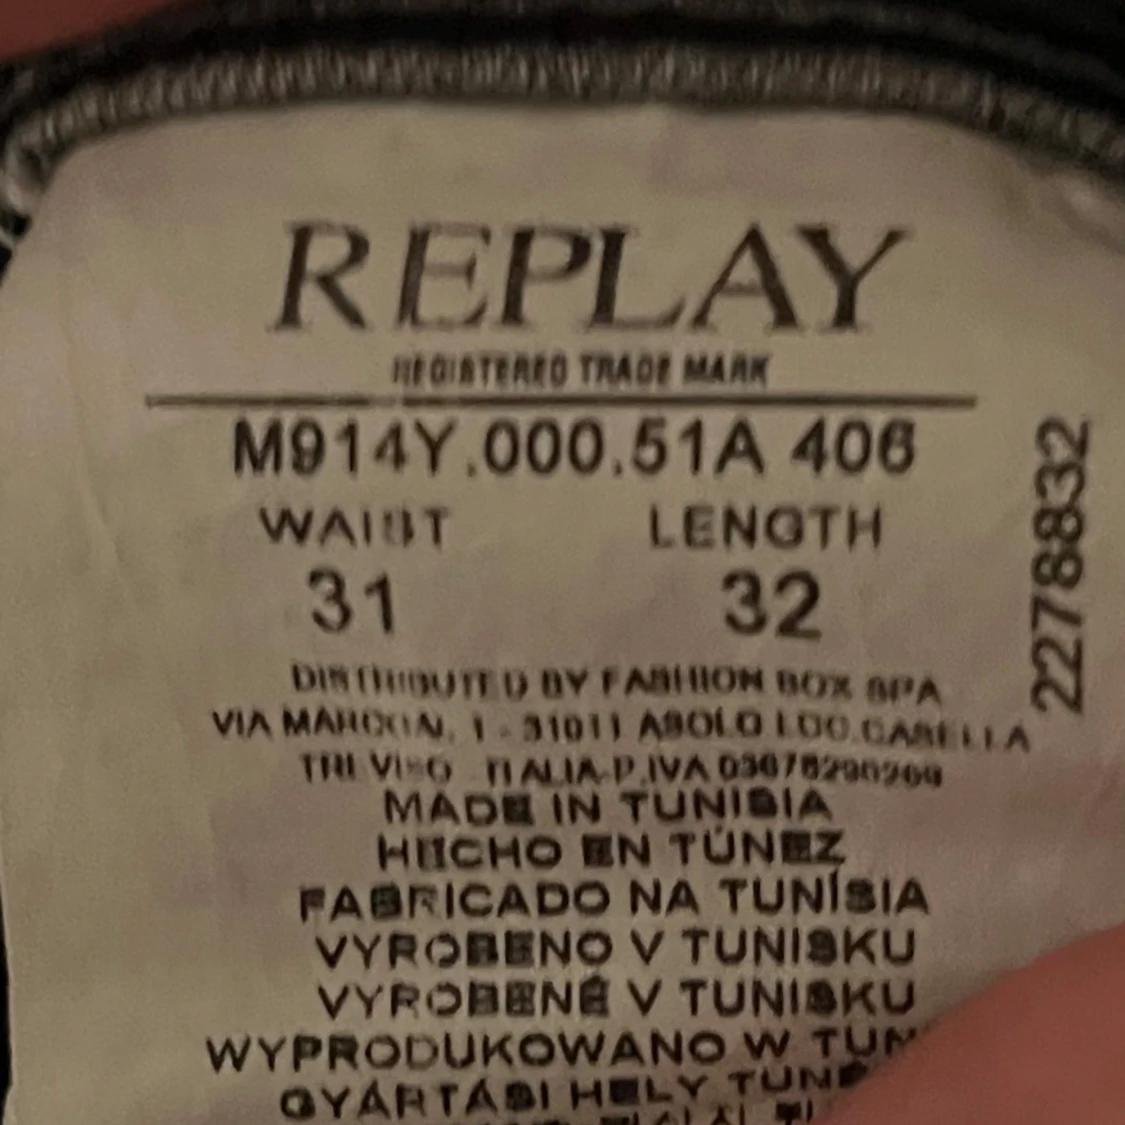 REPLAY
REGISTERED TRADE MARK
M914Y.000.51A 406
WAIST LENGTH
31 32
2278832
DISTRIBUTED BY FASHION BOX SPA
VIA MARCONI, 1 - 31011 ASOLO LOC.CASELLA
TREVISO ITALIA-P.IVA
MADE IN TUNISIA
HECHO EN TÚNEZ
FABRICADO NA TUNÍSIA
VYROBENO V TUNISKU
VYROBENÉ V TUNISKU
WYPRODUKOWANO W TUN
GYÁRTÁSI HELY TUNÉ